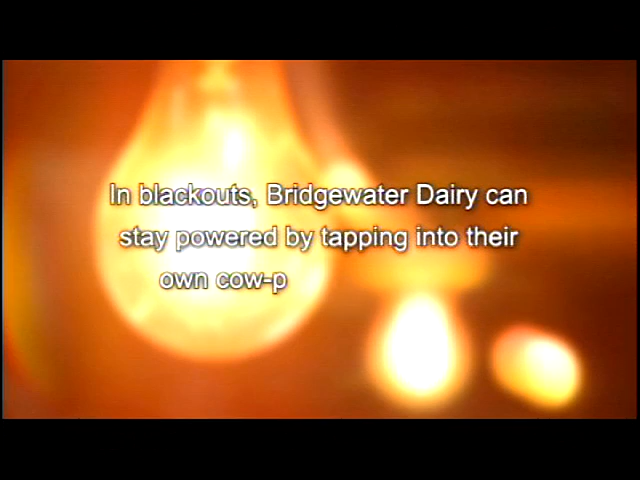 In blackouts, Bridgewater Dairy can
stay powered by tapping into their
own cow-p